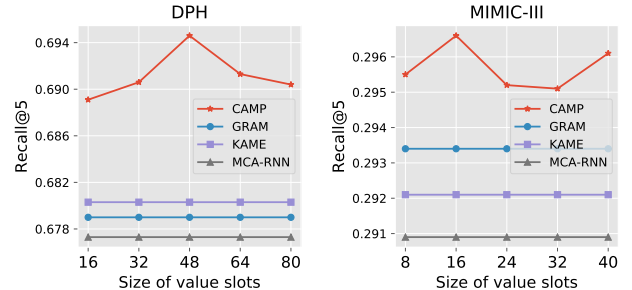 DPH
Recall@5
0.694
0.690
0.686
0.682
0.678
CAMP
GRAM
KAME
MCA-RNN
16 32 48 64 80
Size of value slots
MIMIC-III
Recall@5
0.296
0.295
0.294
0.293
0.292
0.291
CAMP
GRAM
KAME
MCA-RNN
8 16 24 32 40
Size of value slots